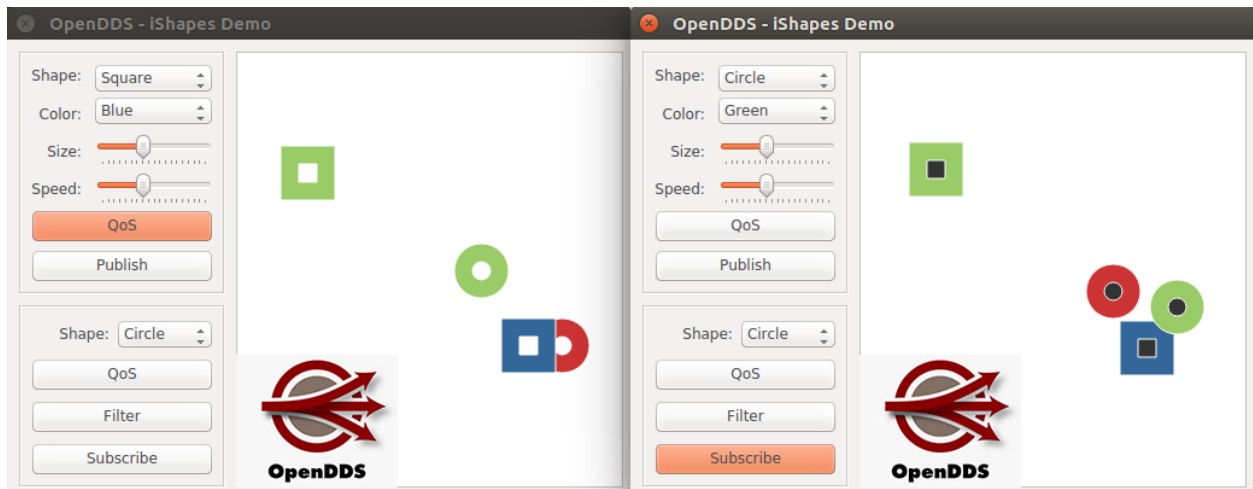 OpenDDS - iShapes Demo
Shape: Square
Color: Blue
Size:
Speed:
QoS
Publish
Shape: Circle
QoS
Filter
Subscribe
OpenDDS
OpenDDS - iShapes Demo
Shape: Circle
Color: Green
Size:
Speed:
QoS
Publish
Shape: Circle
QoS
Filter
Subscribe
OpenDDS